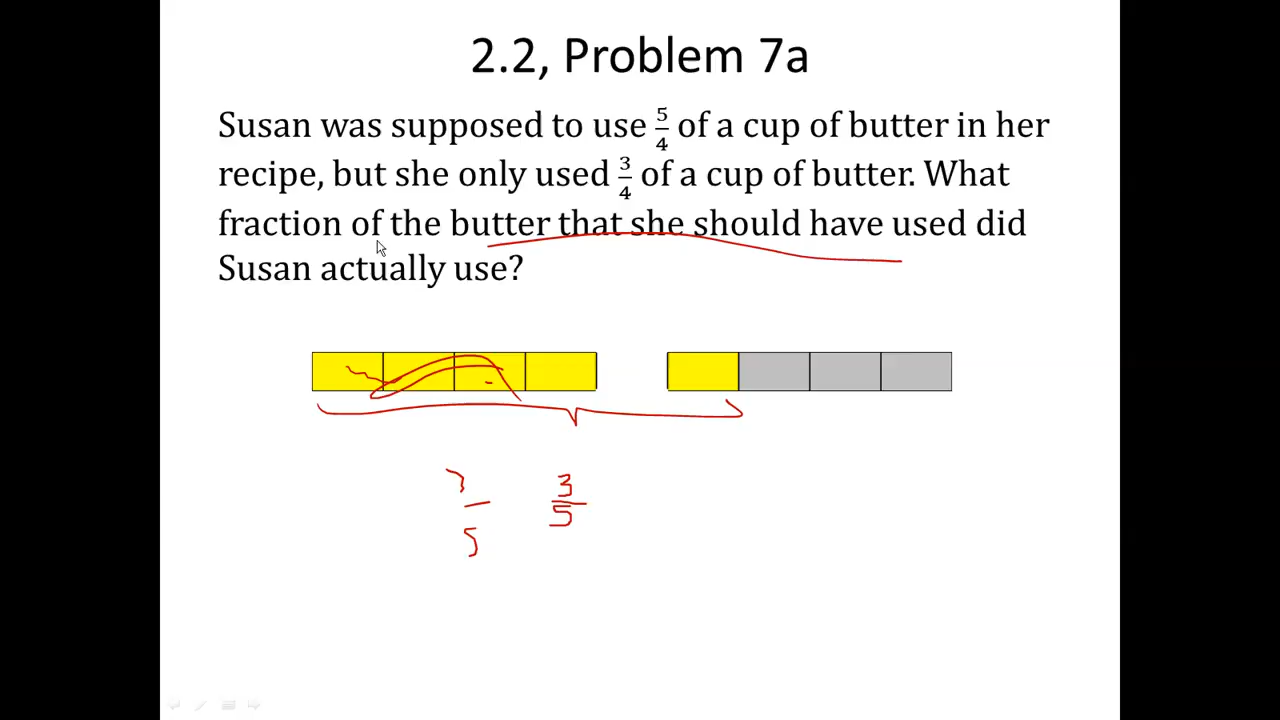 2.2, Problem 7a
Susan was supposed to use 5/4 of a cup of butter in her
recipe, but she only used 3/4 of a cup of butter. What
fraction of the butter that she should have used did
Susan actually use?
3/5 3/5